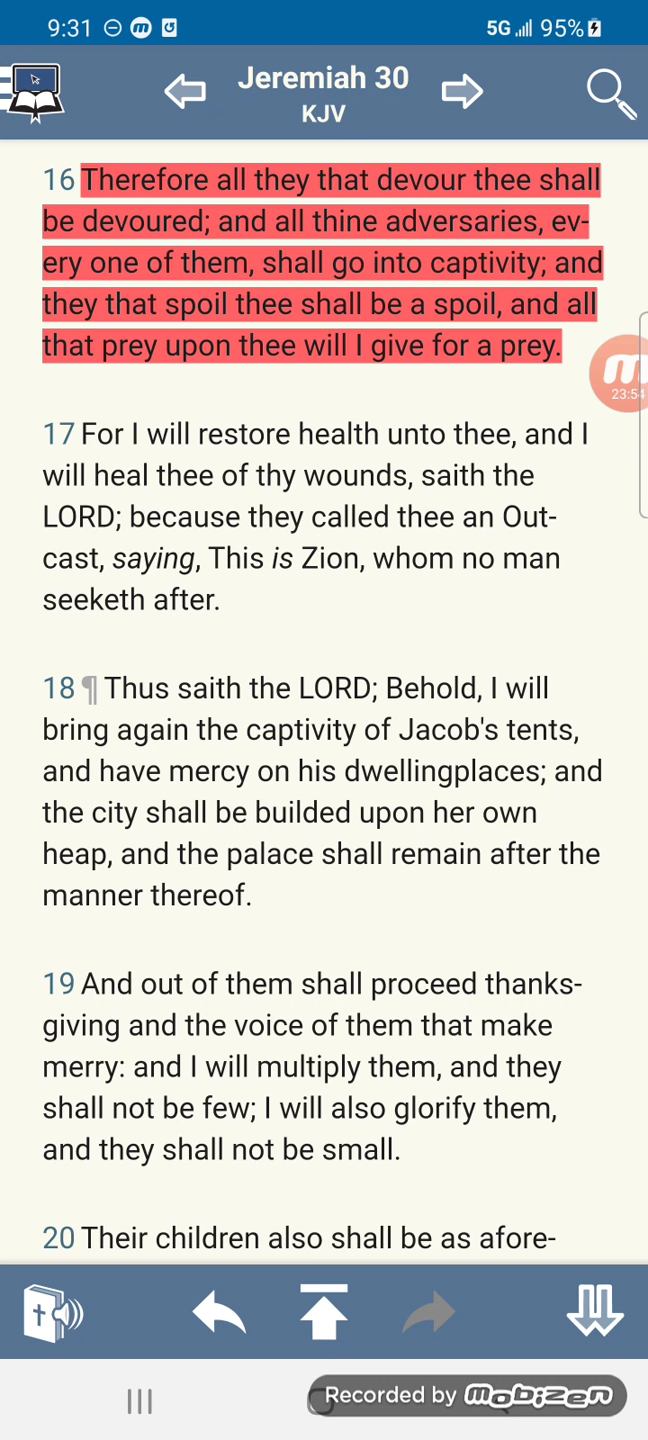 9:31 5G 95%
Jeremiah 30
KJV
16 Therefore all they that devour thee shall
be devoured; and all thine adversaries, ev-
ery one of them, shall go into captivity; and
they that spoil thee shall be a spoil, and all
that prey upon thee will I give for a prey.
23:54
17 For I will restore health unto thee, and I
will heal thee of thy wounds, saith the
LORD; because they called thee an Out-
cast, saying, This is Zion, whom no man
seeketh after.
18 ¶ Thus saith the LORD; Behold, I will
bring again the captivity of Jacob's tents,
and have mercy on his dwellingplaces; and
the city shall be builded upon her own
heap, and the palace shall remain after the
manner thereof.
19 And out of them shall proceed thanks-
giving and the voice of them that make
merry: and I will multiply them, and they
shall not be few; I will also glorify them,
and they shall not be small.
20 Their children also shall be as afore-
Recorded by mobizen